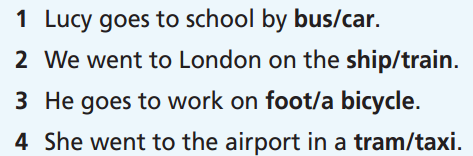 1 Lucy goes to school by bus/car.
2 We went to London on the ship/train.
3 He goes to work on foot/a bicycle.
4 She went to the airport in a tram/taxi.